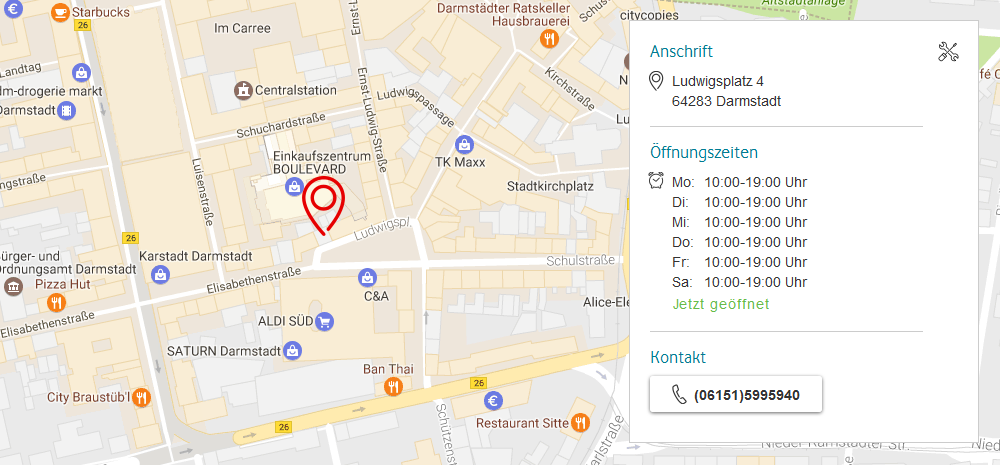 Starbucks
Im Carree
26
Darmstädter Ratskeller
Hausbrauerei
citycopies
Altstadtanlage
Landtag
dm-drogerie markt
Darmstadt
Centralstation
Schuchardstraße
Luisenstraße
Ernst-Ludwig-Straße
Ludwigspassage
Kirchstraße
TK Maxx
Stadtkirchplatz
Einkaufszentrum
BOULEVARD
Ludwigspl.
26
Karstadt Darmstadt
Bürger- und
Ordnungsamt Darmstadt
Pizza Hut
Elisabethenstraße
Elisabethenstraße
Schulstraße
C&A
ALDI SÜD
SATURN Darmstadt
Ban Thai
City Braustüb'l
26
26
Restaurant Sitte
Schützenstr
arlstraße
Alice-Ele
Nieder-Ramstädter Str.
Nied
Anschrift
Ludwigsplatz 4
64283 Darmstadt
Öffnungszeiten
Mo: 10:00-19:00 Uhr
Di: 10:00-19:00 Uhr
Mi: 10:00-19:00 Uhr
Do: 10:00-19:00 Uhr
Fr: 10:00-19:00 Uhr
Sa: 10:00-19:00 Uhr
Jetzt geöffnet
Kontakt
(06151)5995940